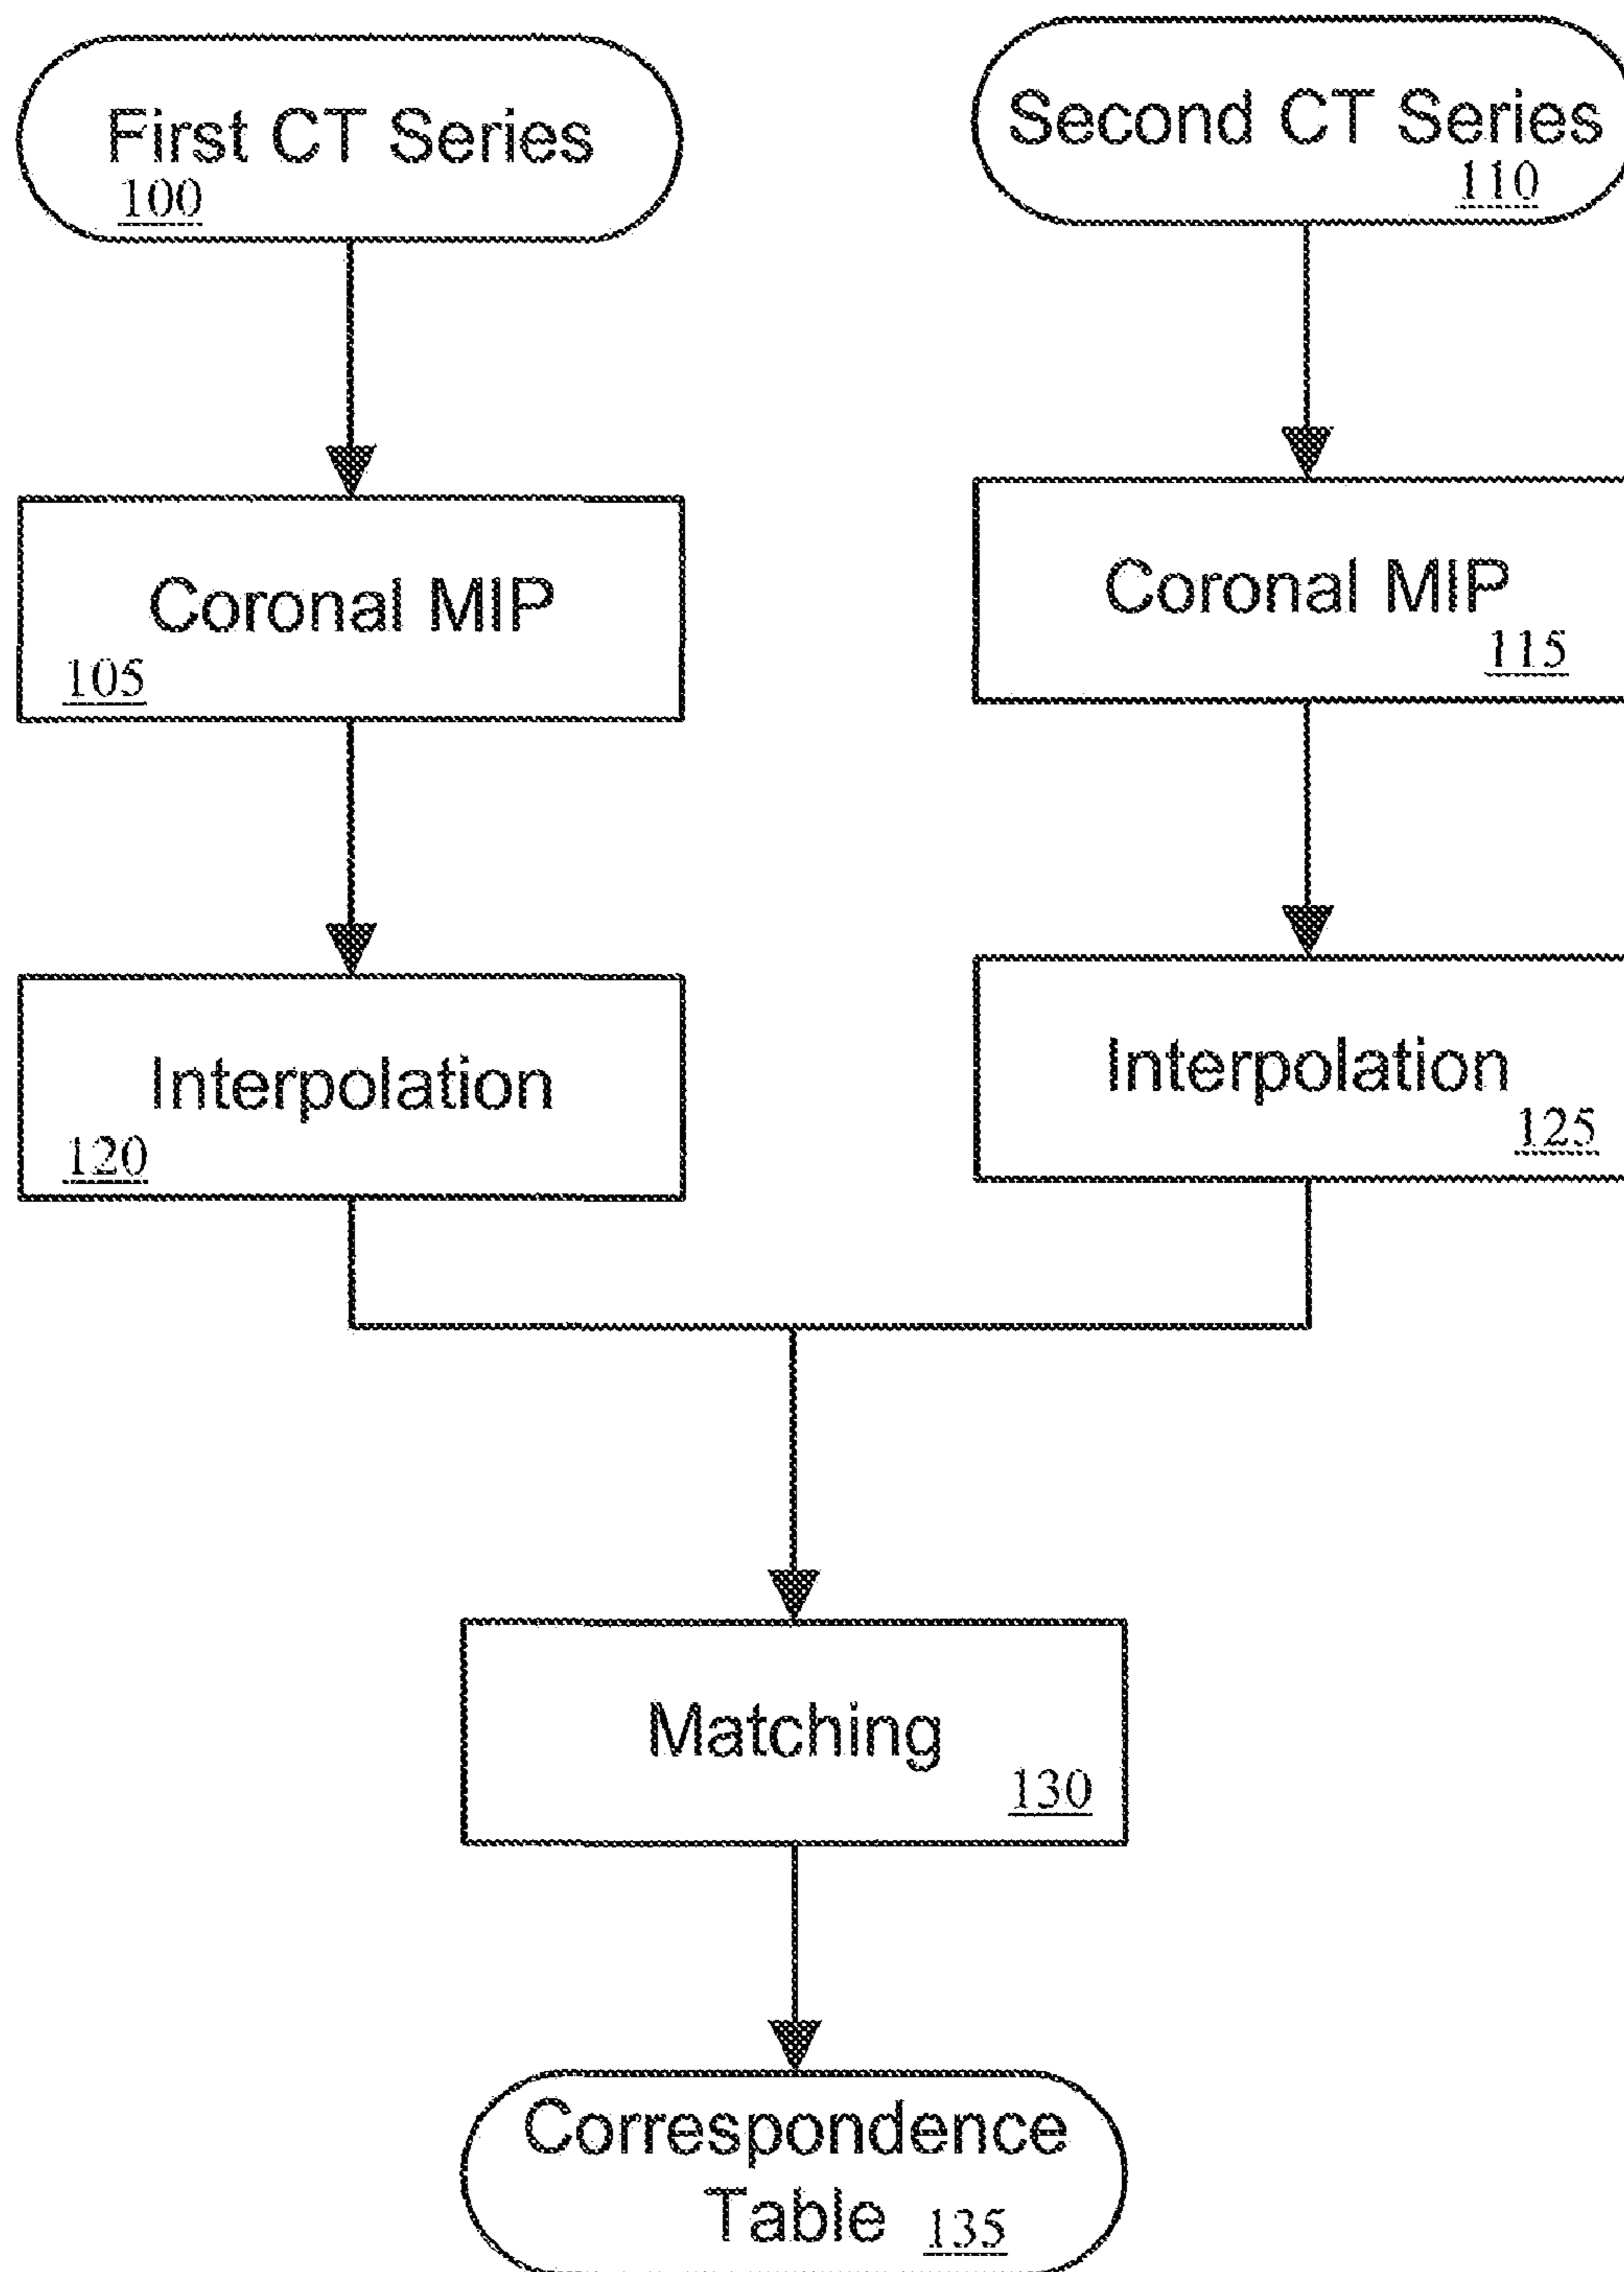 First CT Series
100
Second CT Series
110
Coronal MIP
105
Coronal MIP
115
Interpolation
120
Interpolation
125
Matching
130
Correspondence
Table 135